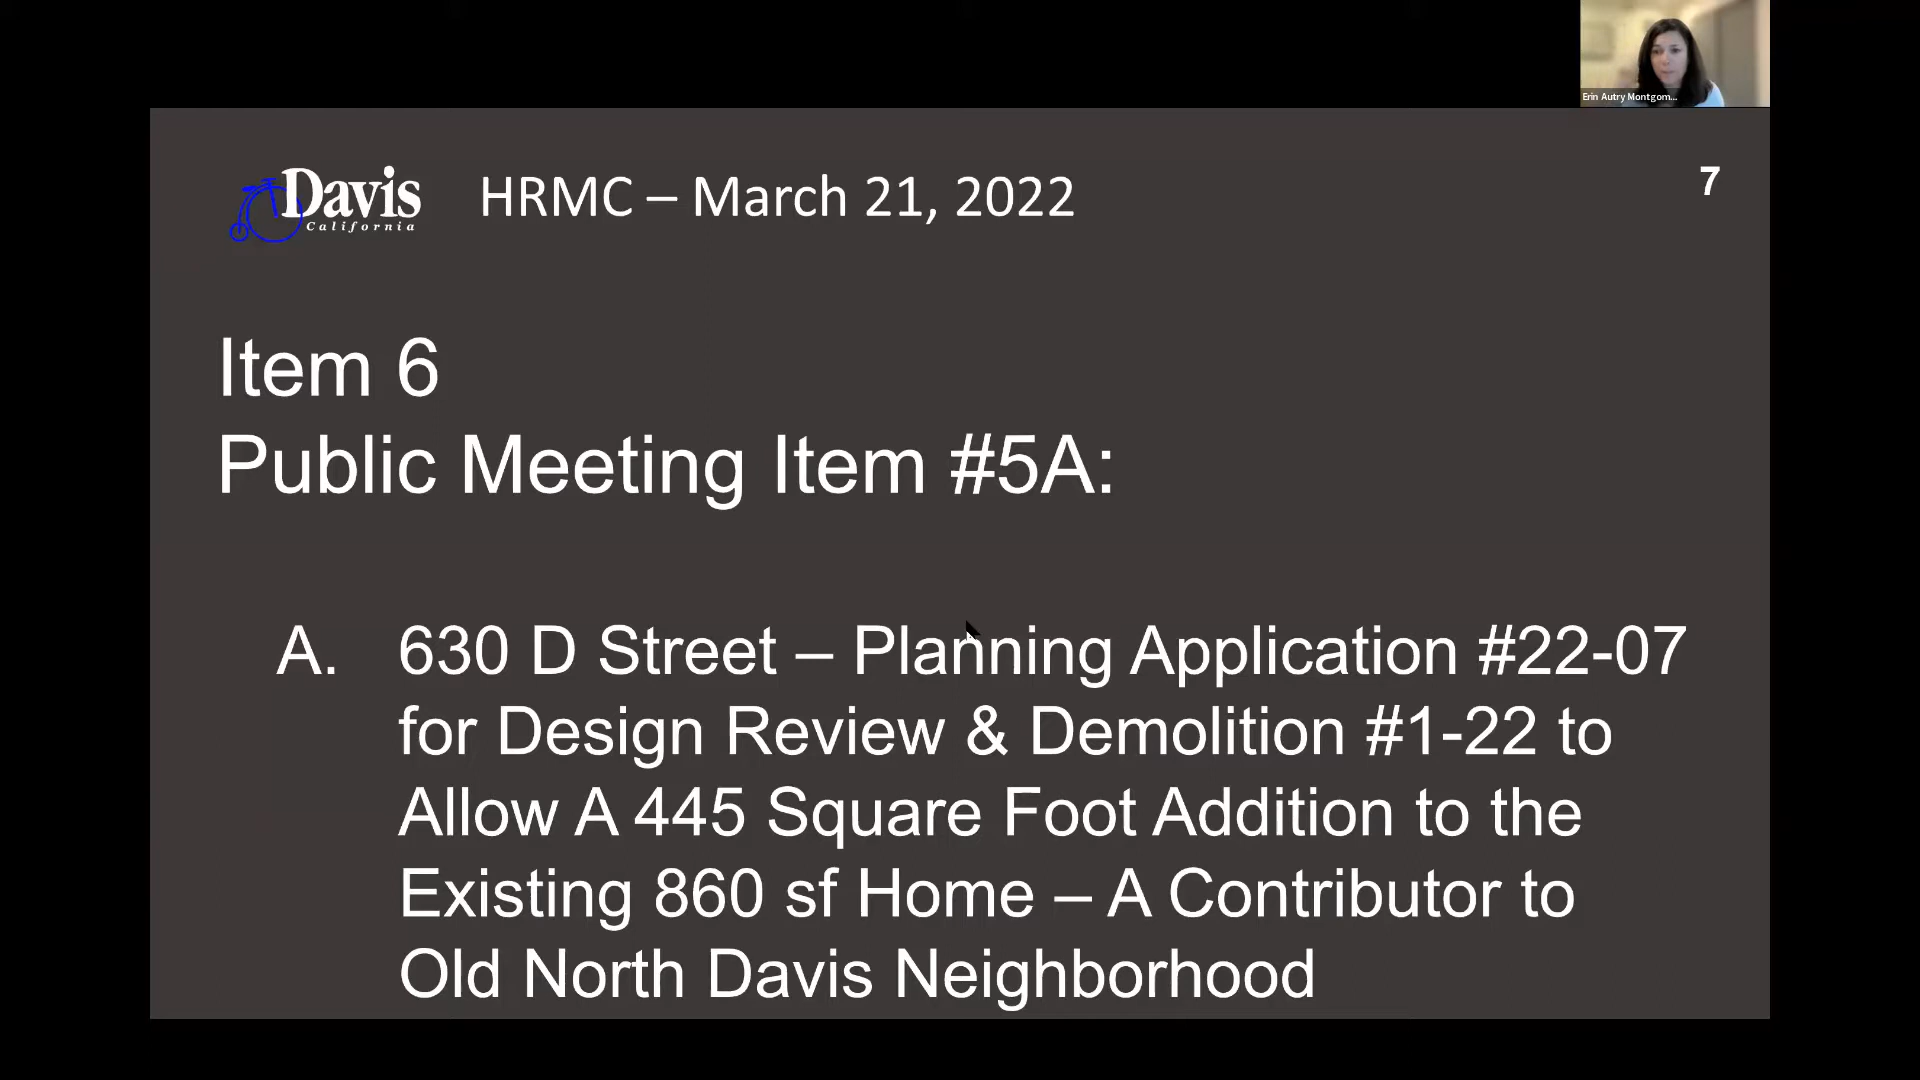 Erin Autry Montgom...
Davis
California
HRMC – March 21, 2022
7
Item 6
Public Meeting Item #5A:
A. 630 D Street – Planning Application #22-07
for Design Review & Demolition #1-22 to
Allow A 445 Square Foot Addition to the
Existing 860 sf Home – A Contributor to
Old North Davis Neighborhood